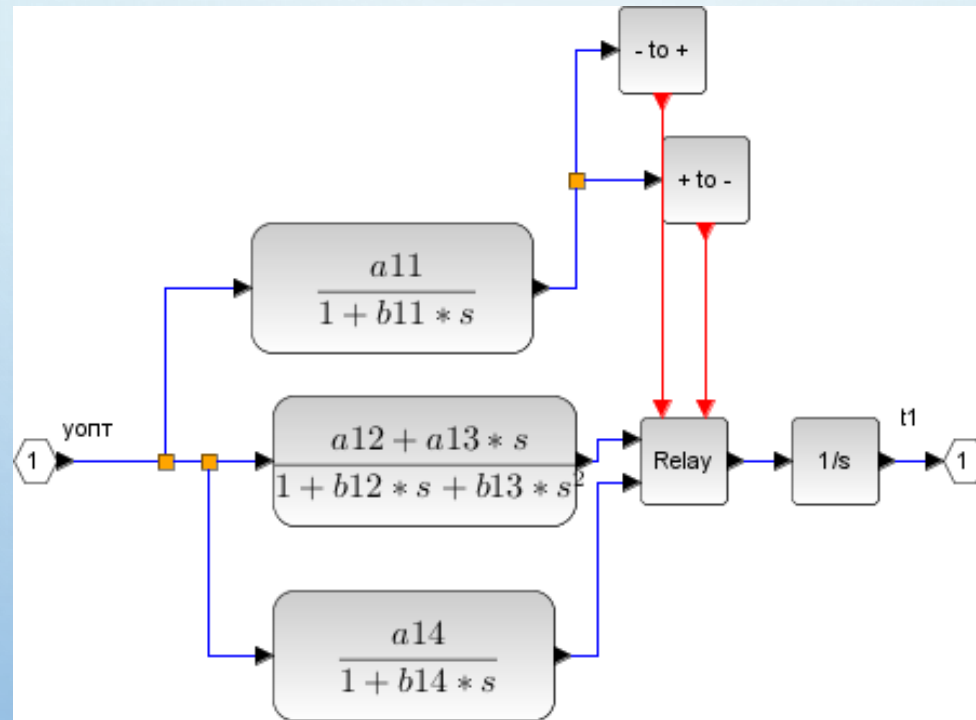 - to +
+ to -
a11
1 + b11 * s
yопт
1
a12 + a13 * s
1 + b12 * s + b13 * s²
Relay
1/s
t1
1
a14
1 + b14 * s